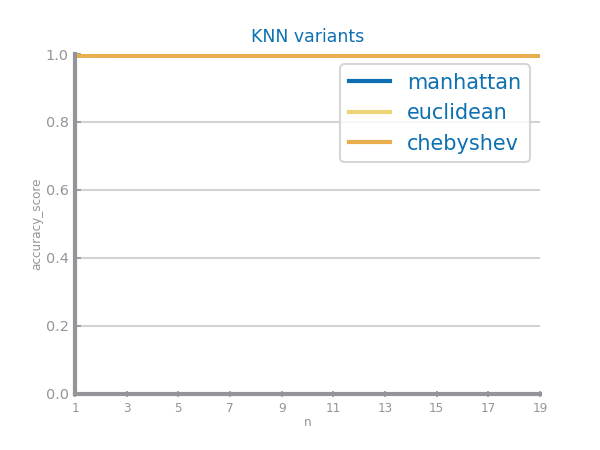 KNN variants
1.0
0.8
0.6
0.4
0.2
0.0
accuracy_score
manhattan
euclidean
chebyshev
1 3 5 7 9 11 13 15 17 19
n